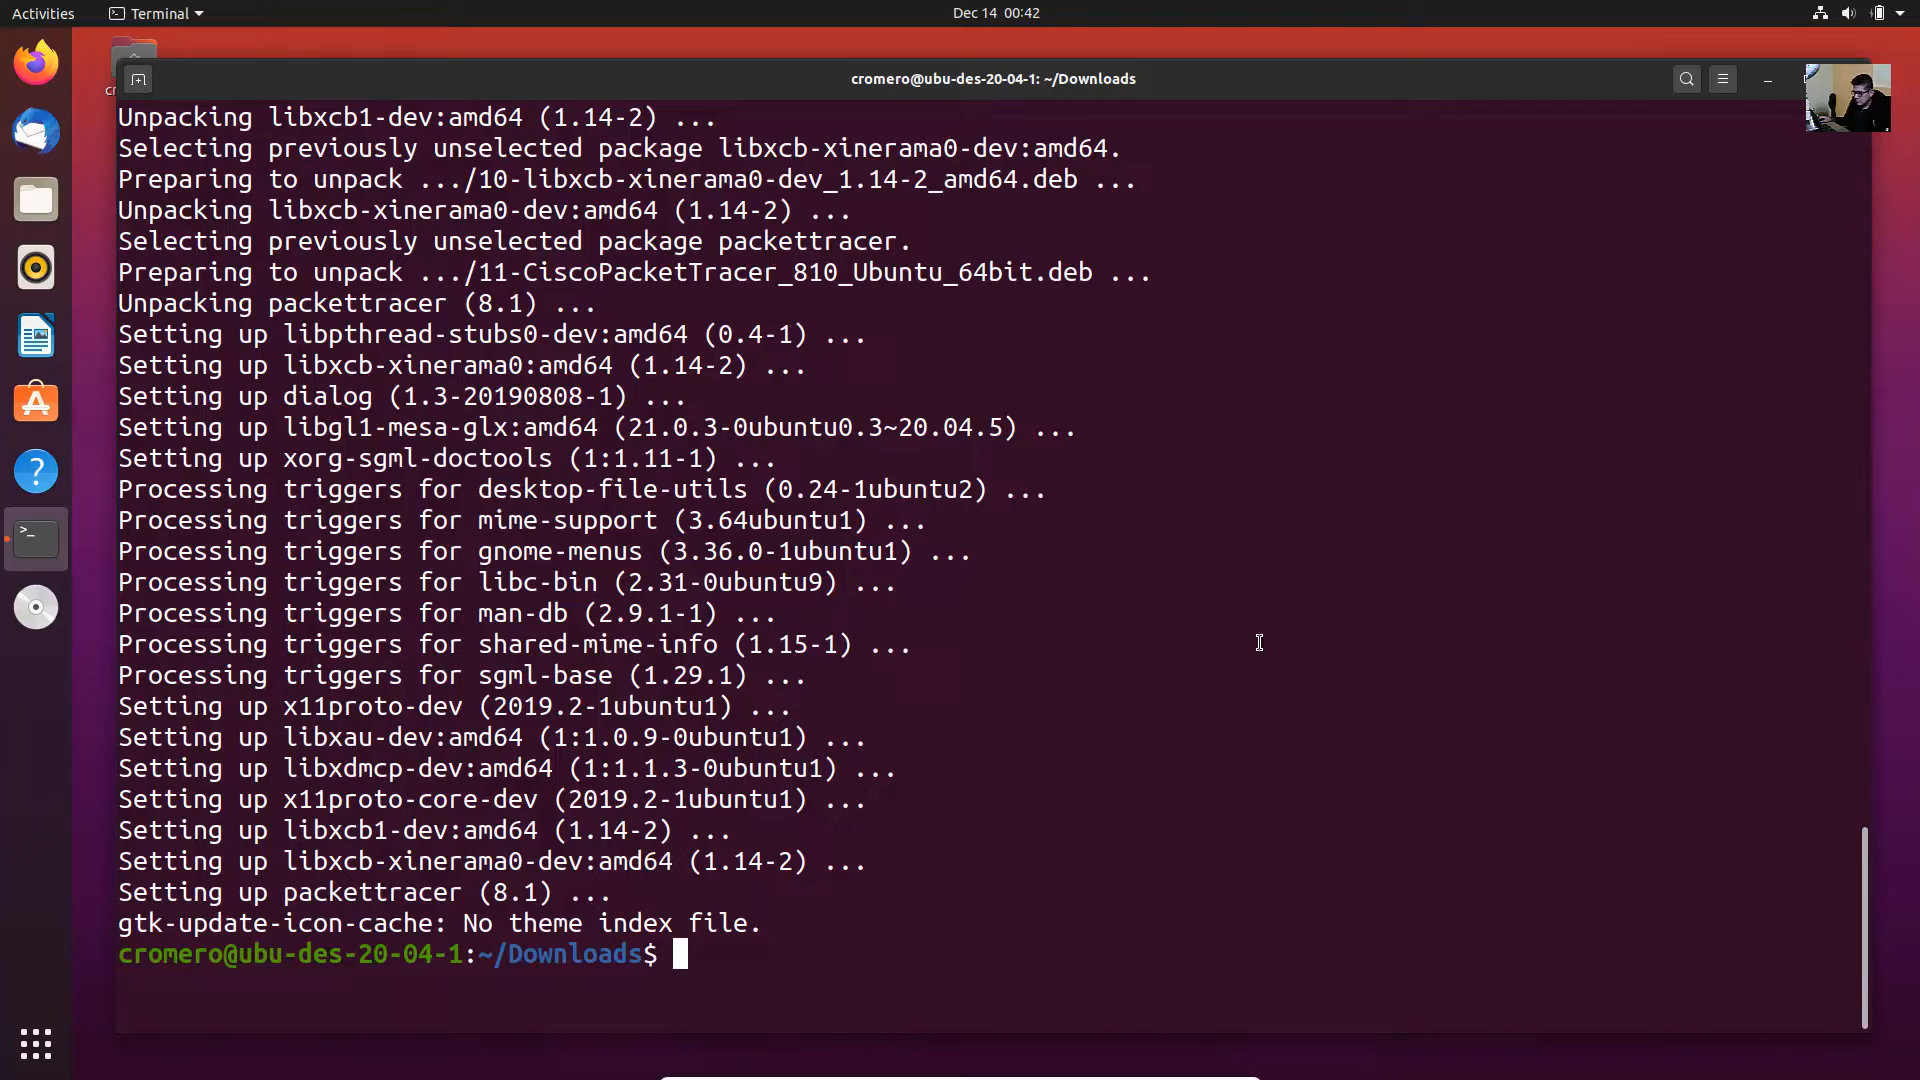 Activities
Terminal
Dec 14 00:42
cromero@ubu-des-20-04-1: ~/Downloads
cr
Unpacking libxcb1-dev:amd64 (1.14-2) ...
Selecting previously unselected package libxcb-xinerama0-dev:amd64.
Preparing to unpack .../10-libxcb-xinerama0-dev_1.14-2_amd64.deb ...
Unpacking libxcb-xinerama0-dev:amd64 (1.14-2) ...
Selecting previously unselected package packettracer.
Preparing to unpack .../11-CiscoPacketTracer_810_Ubuntu_64bit.deb ...
Unpacking packettracer (8.1) ...
Setting up libpthread-stubs0-dev:amd64 (0.4-1) ...
Setting up libxcb-xinerama0:amd64 (1.14-2) ...
Setting up dialog (1.3-20190808-1) ...
Setting up libgl1-mesa-glx:amd64 (21.0.3-0ubuntu0.3~20.04.5) ...
Setting up xorg-sgml-doctools (1:1.11-1) ...
Processing triggers for desktop-file-utils (0.24-1ubuntu2) ...
Processing triggers for mime-support (3.64ubuntu1) ...
Processing triggers for gnome-menus (3.36.0-1ubuntu1) ...
Processing triggers for libc-bin (2.31-0ubuntu9) ...
Processing triggers for man-db (2.9.1-1) ...
Processing triggers for shared-mime-info (1.15-1) ...
Processing triggers for sgml-base (1.29.1) ...
Setting up x11proto-dev (2019.2-1ubuntu1) ...
Setting up libxau-dev:amd64 (1:1.0.9-0ubuntu1) ...
Setting up libxdmcp-dev:amd64 (1:1.1.3-0ubuntu1) ...
Setting up x11proto-core-dev (2019.2-1ubuntu1) ...
Setting up libxcb1-dev:amd64 (1.14-2) ...
Setting up libxcb-xinerama0-dev:amd64 (1.14-2) ...
Setting up packettracer (8.1) ...
gtk-update-icon-cache: No theme index file.
cromero@ubu-des-20-04-1:~/Downloads$